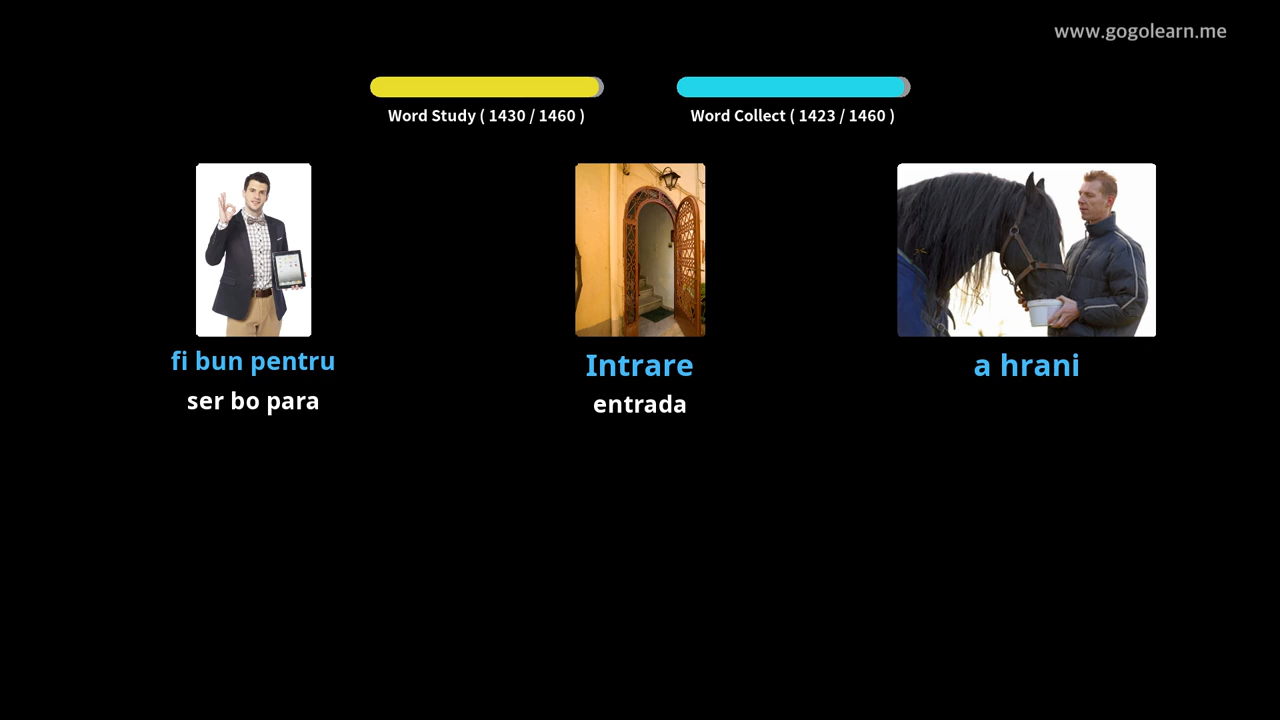 www.gogolearn.me
Word Study ( 1430 / 1460 )
Word Collect ( 1423 / 1460 )
fi bun pentru
ser bo para
Intrare
entrada
a hrani